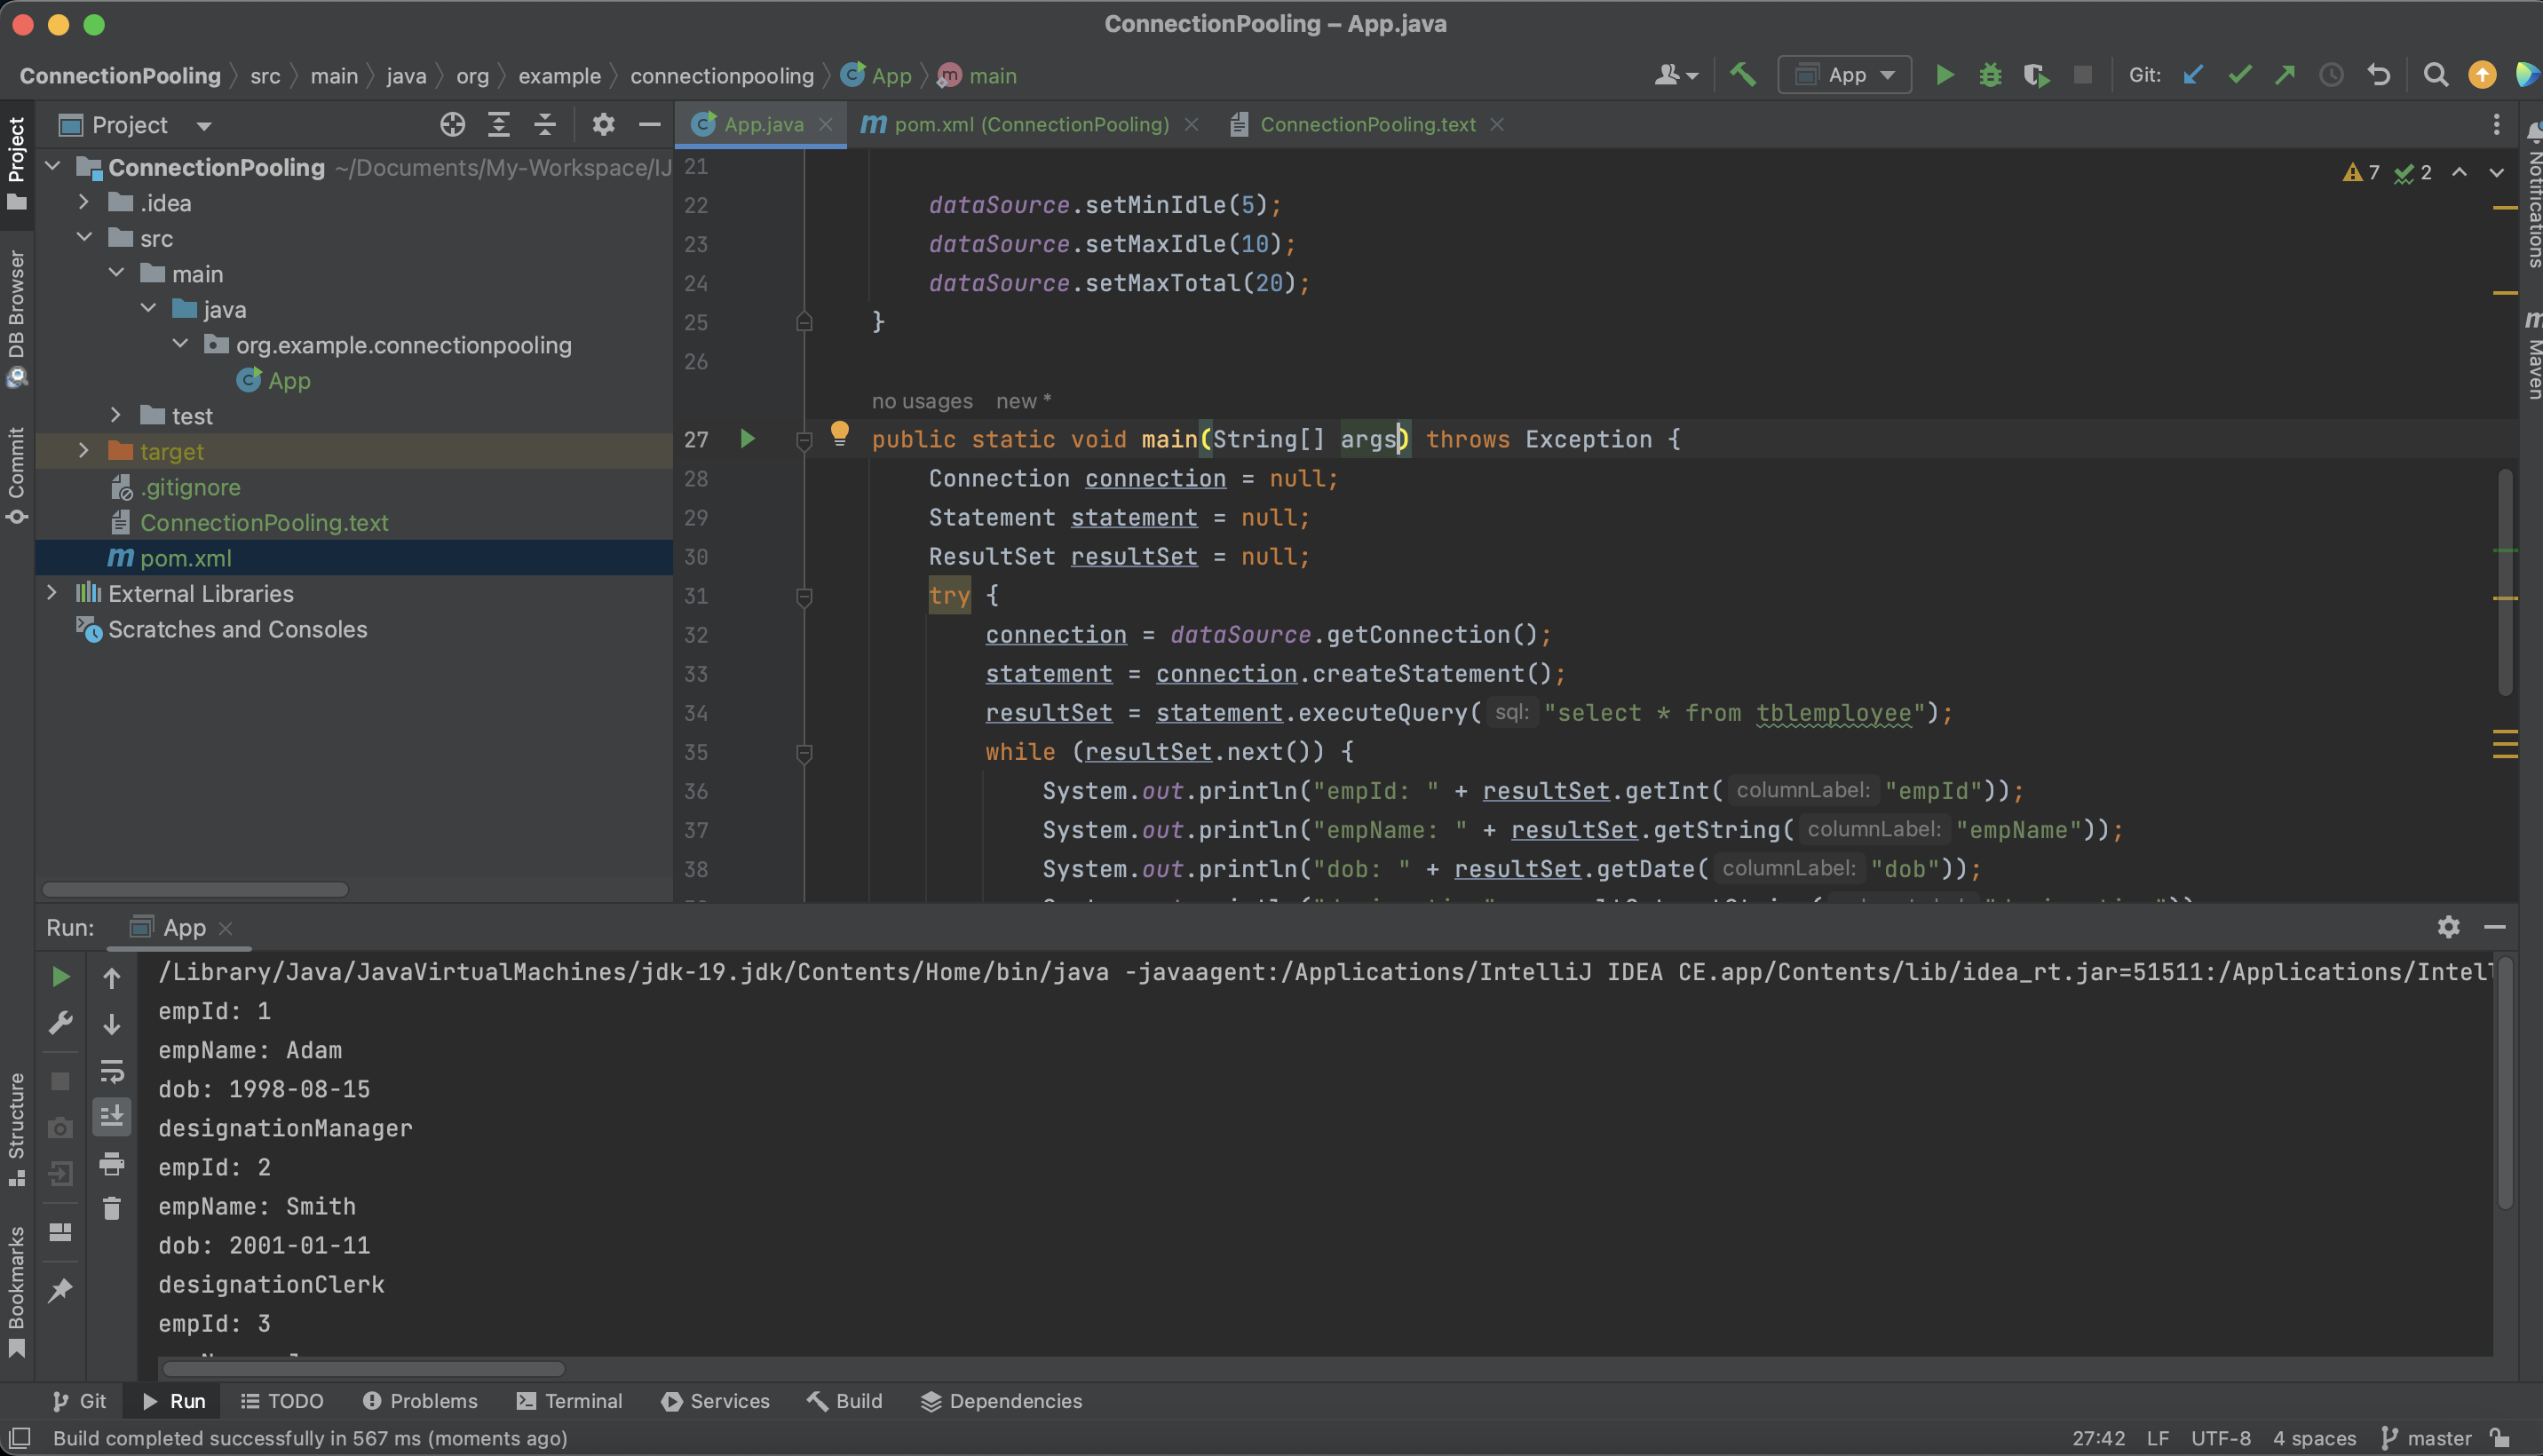 ConnectionPooling – App.java
ConnectionPooling src main java org example connectionpooling App main
App Git:
Project
App.java pom.xml (ConnectionPooling) ConnectionPooling.text
Project
DB Browser
Commit
Structure
Bookmarks
ConnectionPooling ~/Documents/My-Workspace/IJ
.idea
src
main
java
org.example.connectionpooling
App
test
target
.gitignore
ConnectionPooling.text
pom.xml
External Libraries
Scratches and Consoles
7 2
21
22 dataSource.setMinIdle(5);
23 dataSource.setMaxIdle(10);
24 dataSource.setMaxTotal(20);
25 }
26
no usages new *
27 public static void main(String[] args) throws Exception {
28 Connection connection = null;
29 Statement statement = null;
30 ResultSet resultSet = null;
31 try {
32 connection = dataSource.getConnection();
33 statement = connection.createStatement();
34 resultSet = statement.executeQuery( sql: "select * from tblemployee");
35 while (resultSet.next()) {
36 System.out.println("empId: " + resultSet.getInt( columnLabel: "empId"));
37 System.out.println("empName: " + resultSet.getString( columnLabel: "empName"));
38 System.out.println("dob: " + resultSet.getDate( columnLabel: "dob"));
Notifications
Maven
Run: App
/Library/Java/JavaVirtualMachines/jdk-19.jdk/Contents/Home/bin/java -javaagent:/Applications/IntelliJ IDEA CE.app/Contents/lib/idea_rt.jar=51511:/Applications/Intell
empId: 1
empName: Adam
dob: 1998-08-15
designationManager
empId: 2
empName: Smith
dob: 2001-01-11
designationClerk
empId: 3
Git Run TODO Problems Terminal Services Build Dependencies
Build completed successfully in 567 ms (moments ago)
27:42 LF UTF-8 4 spaces master